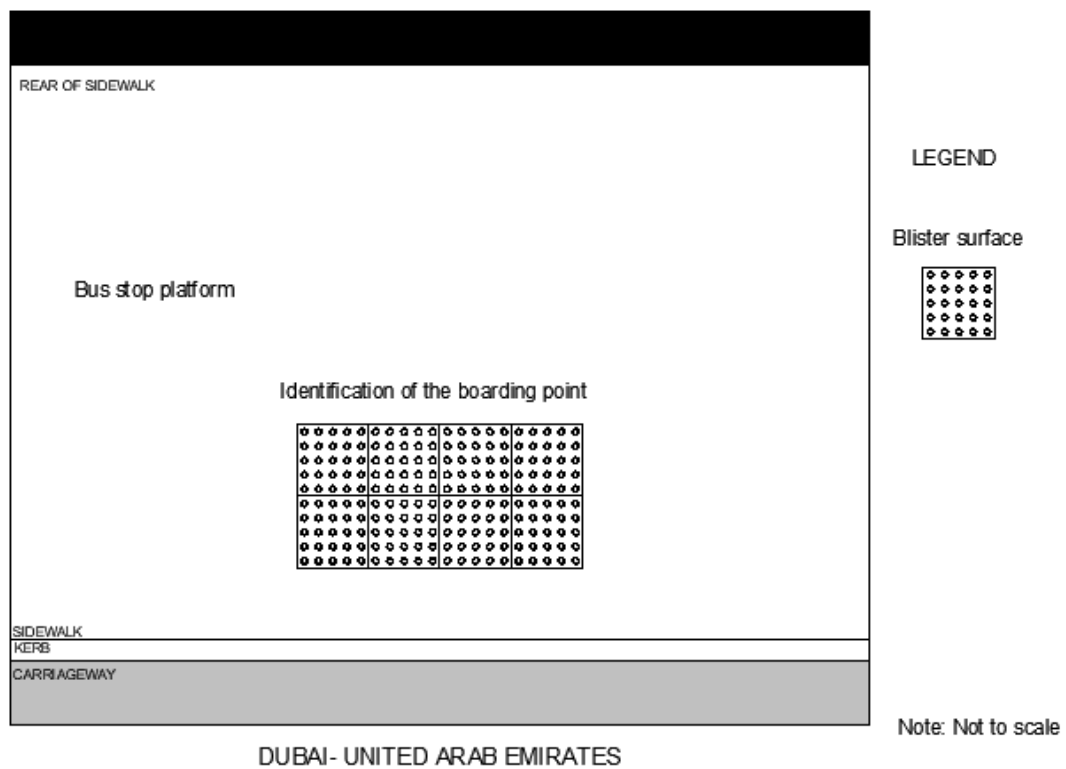 REAR OF SIDEWALK
LEGEND
Blister surface
Bus stop platform
Identification of the boarding point
SIDEWALK
KERB
CARRIAGEWAY
Note: Not to scale
DUBAI- UNITED ARAB EMIRATES